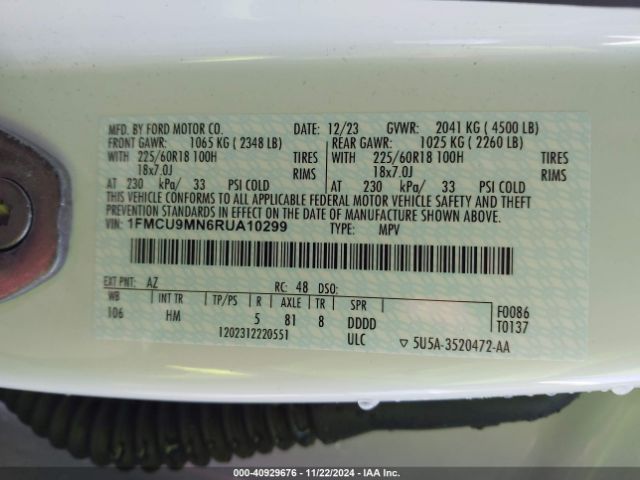 MFD. BY FORD MOTOR CO. DATE: 12/23 GVWR: 2041 KG ( 4500 LB)
FRONT GAWR: 1065 KG ( 2348 LB) REAR GAWR: 1025 KG ( 2260 LB)
WITH 225/60R18 100H TIRES WITH 225/60R18 100H TIRES
18x7.0J RIMS 18x7.0J RIMS
AT 230 kPa/ 33 PSI COLD AT 230 kPa/ 33 PSI COLD
THIS VEHICLE CONFORMS TO ALL APPLICABLE FEDERAL MOTOR VEHICLE SAFETY AND THEFT
PREVENTION STANDARDS IN EFFECT ON THE DATE OF MANUFACTURE SHOWN ABOVE.
VIN: 1FMCU9MN6RUA10299 TYPE: MPV
EXT PNT: AZ RC: 48 DSO:
WB INT TR TP/PS R AXLE TR SPR
106 HM 5 81 8 DDDD
F0086
T0137
1202312220551 ULC ▽ 5U5A-3520472-AA
000-40929676 - 11/22/2024 - IAA Inc.